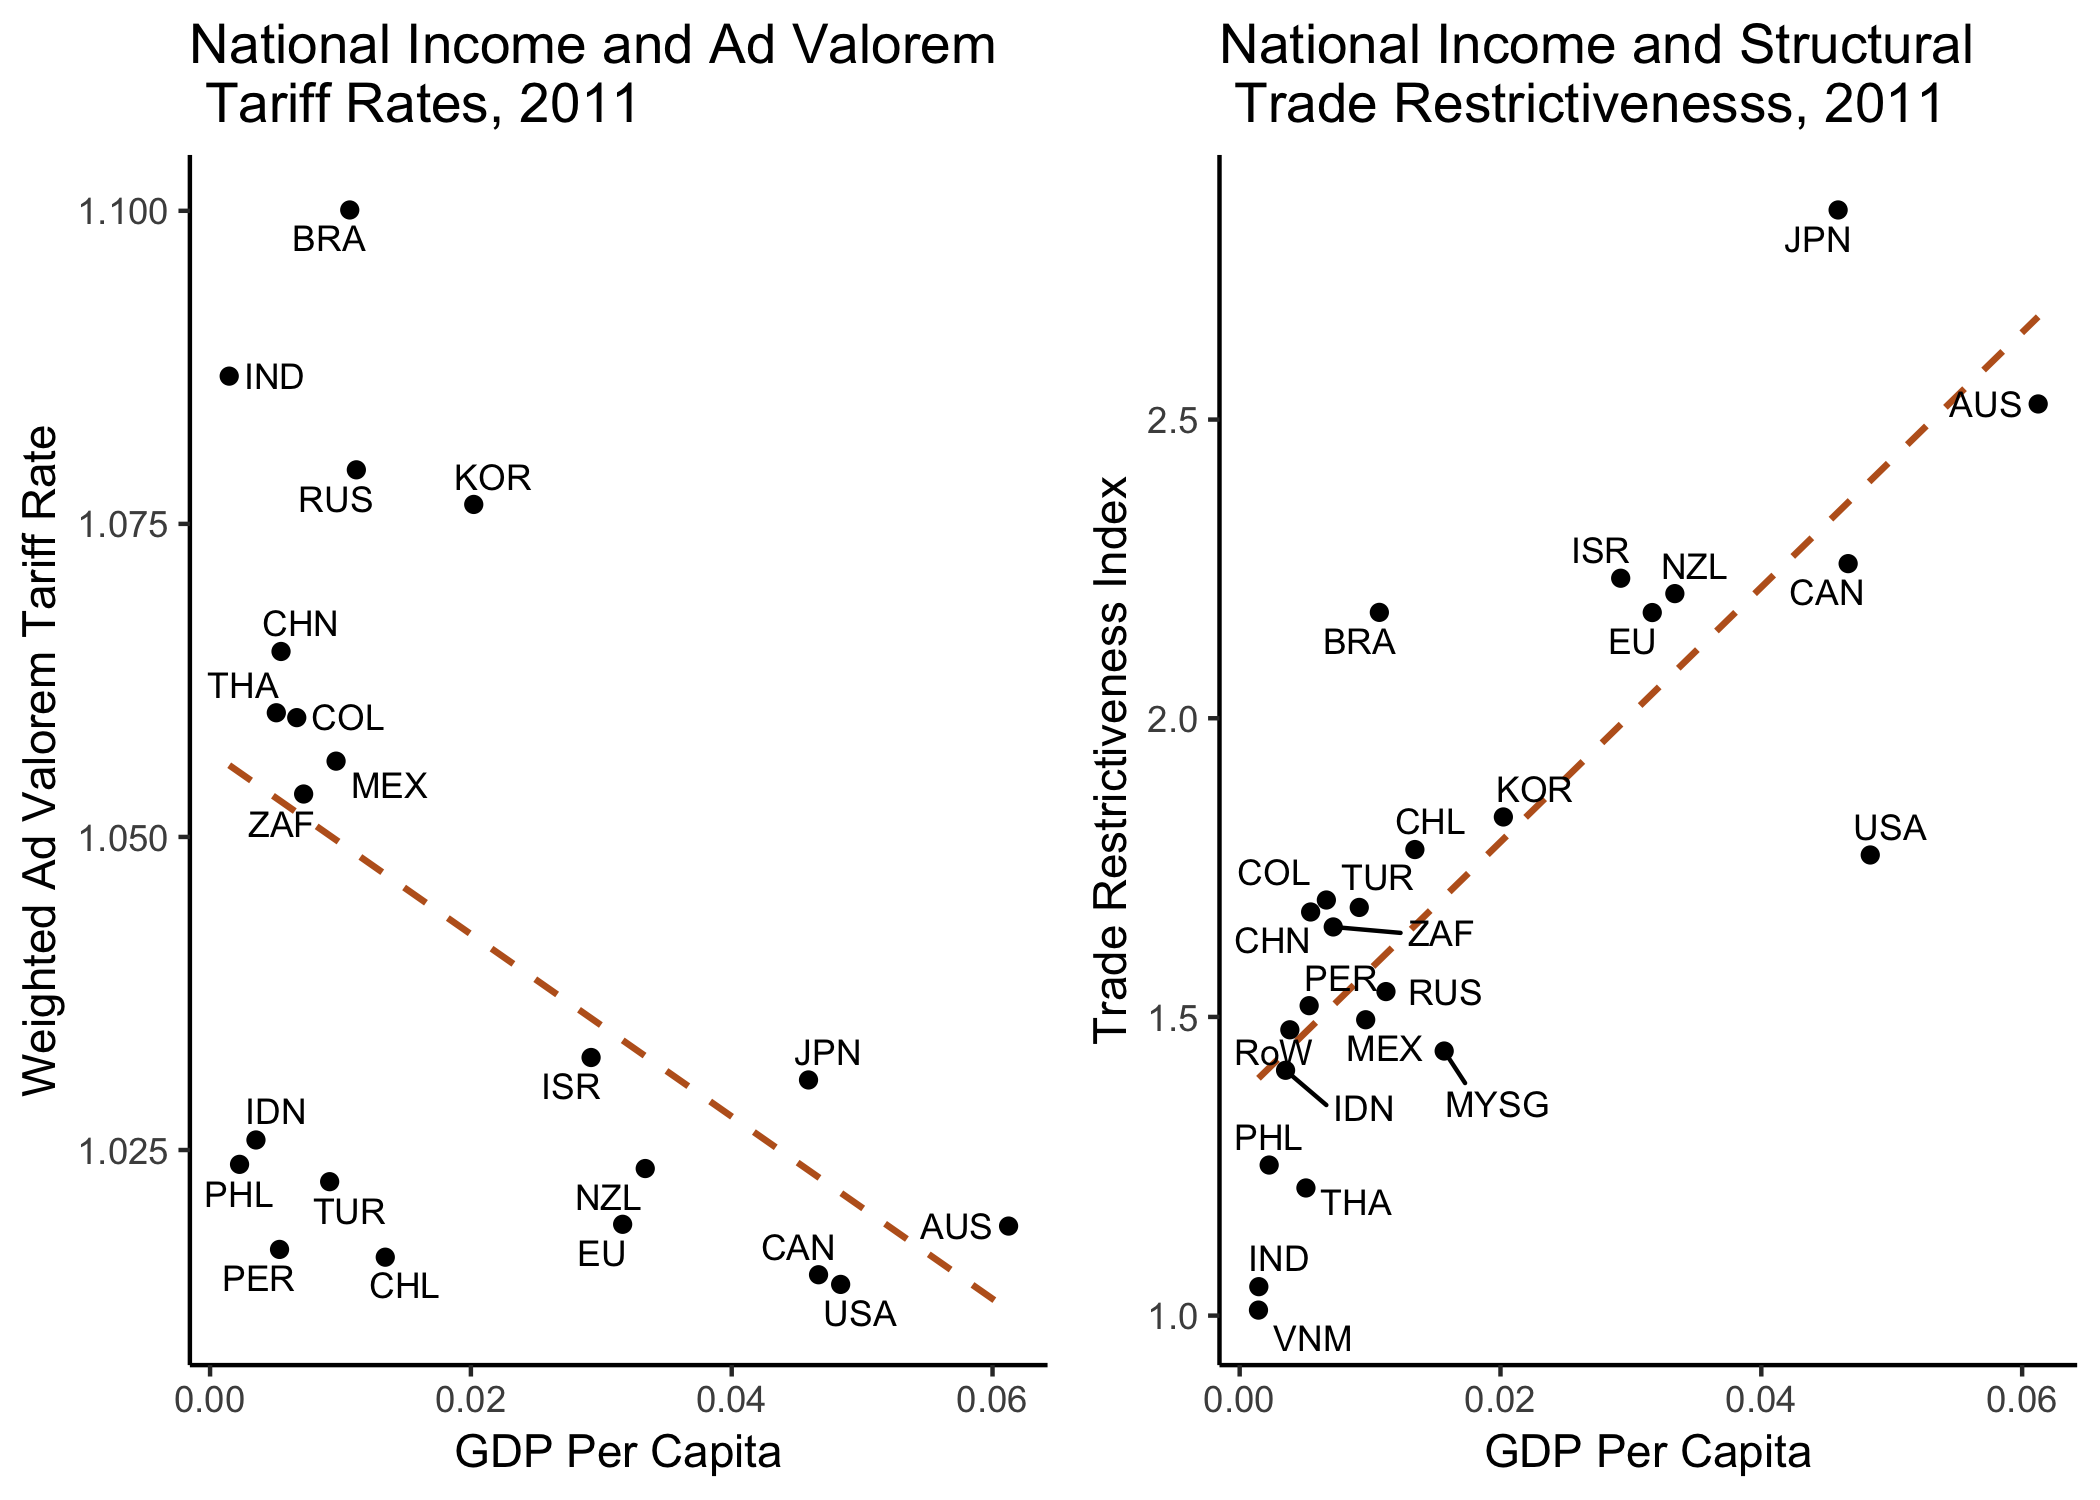 National Income and Ad Valorem
Tariff Rates, 2011
Weighted Ad Valorem Tariff Rate
1.100
1.075
1.050
1.025
BRA
IND
RUS
KOR
CHN
THA
COL
MEX
ZAF
ISR
JPN
IDN
PHL
TUR
NZL
EU
PER
CHL
CAN
AUS
USA
0.00
0.02
0.04
0.06
GDP Per Capita
National Income and Structural
Trade Restrictivenesss, 2011
Trade Restrictiveness Index
2.5
2.0
1.5
1.0
JPN
AUS
ISR
NZL
CAN
BRA
EU
KOR
CHL
USA
COL
TUR
CHN
ZAF
PER
RUS
RoW
MEX
IDN
MYSG
PHL
THA
IND
VNM
0.00
0.02
0.04
0.06
GDP Per Capita